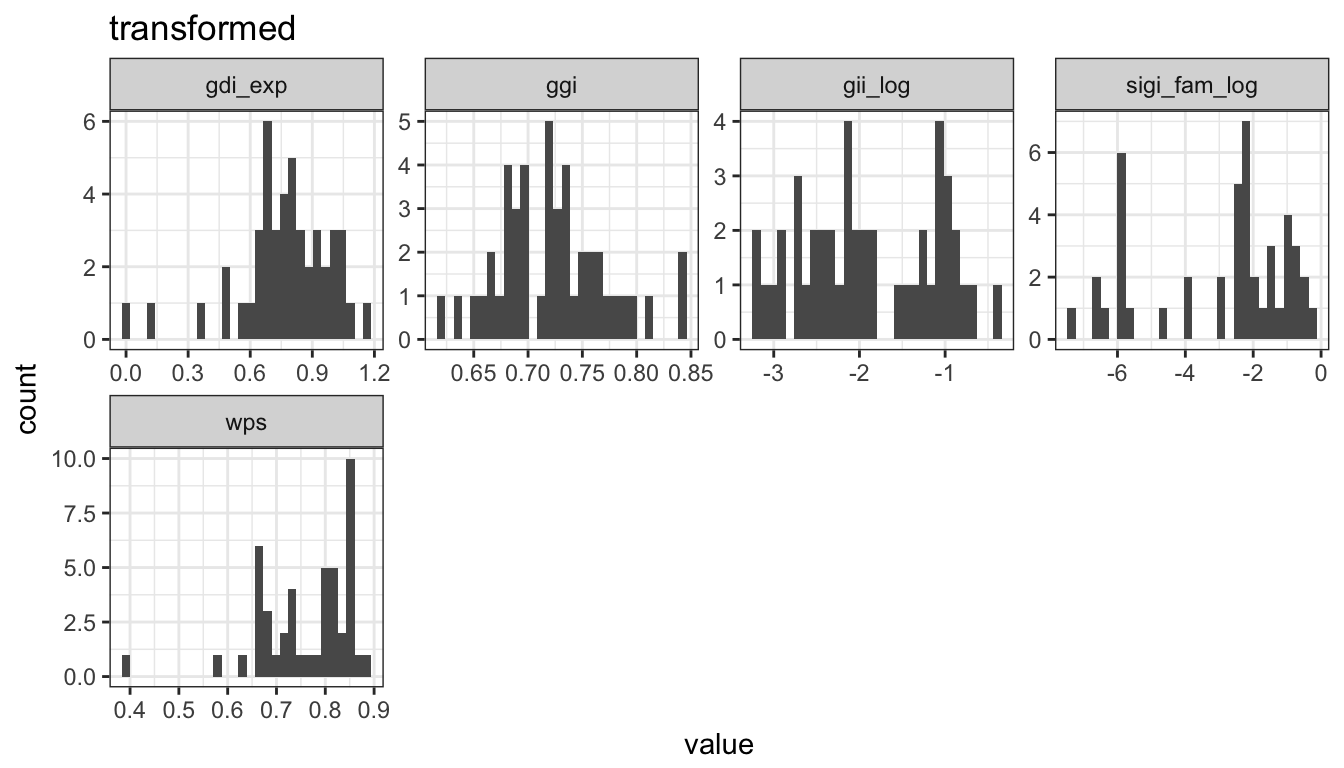 transformed
gdi_exp ggi gii_log sigi_fam_log
6 4 2 0
0.0 0.3 0.6 0.9 1.2
5 4 3 2 1 0
0.65 0.70 0.75 0.80 0.85
4 3 2 1 0
-3 -2 -1
6 4 2 0
-6 -4 -2 0
count
wps
10.0 7.5 5.0 2.5 0.0
0.4 0.5 0.6 0.7 0.8 0.9
value